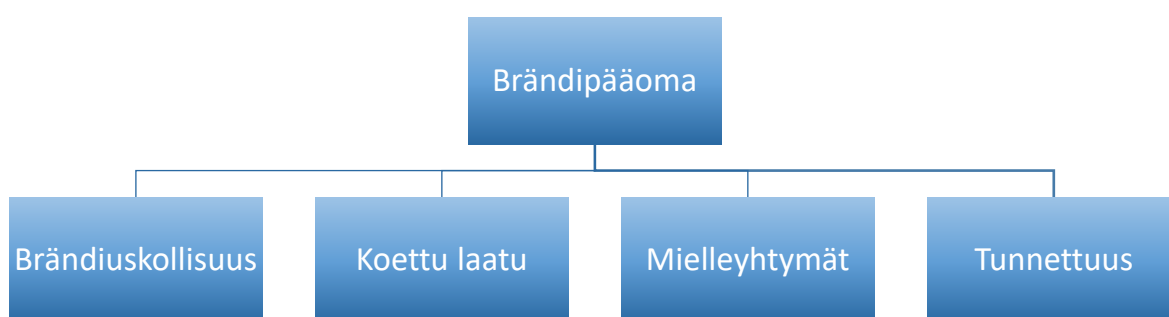 Brändipääoma
Brändiuskollisuus
Koettu laatu
Mielleyhtymät
Tunnettuus